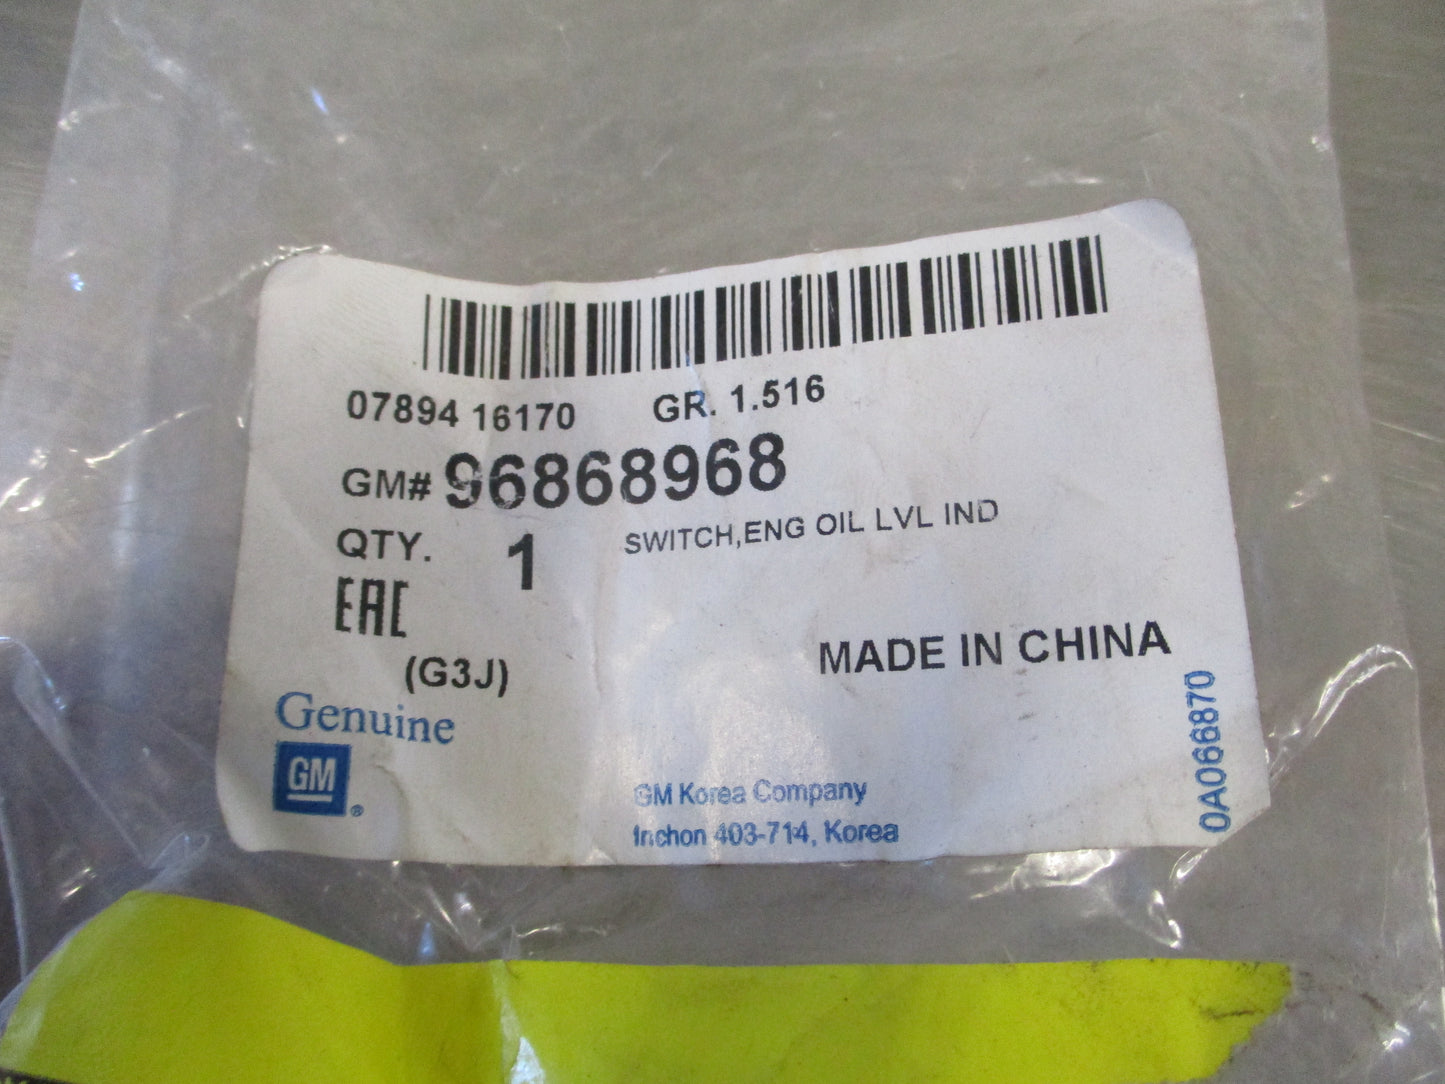 07894 16170 GR. 1.516
GM# 96868968
QTY. 1 SWITCH,ENG OIL LVL IND
EAC
(G3J)
MADE IN CHINA
Genuine
GM ®
GM Korea Company
Inchon 403-714, Korea
0A066870